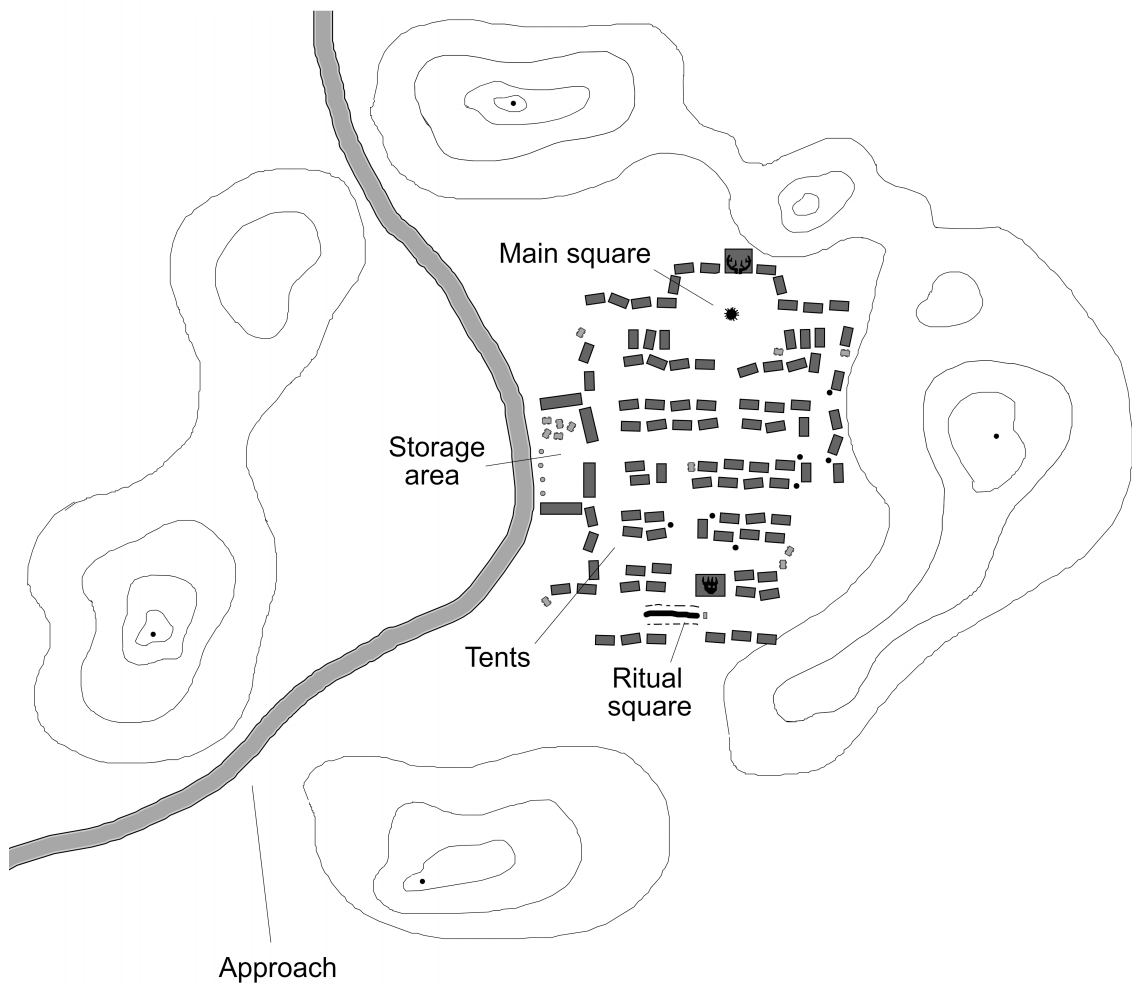 Main square
Storage
area
Tents
Ritual
square
Approach